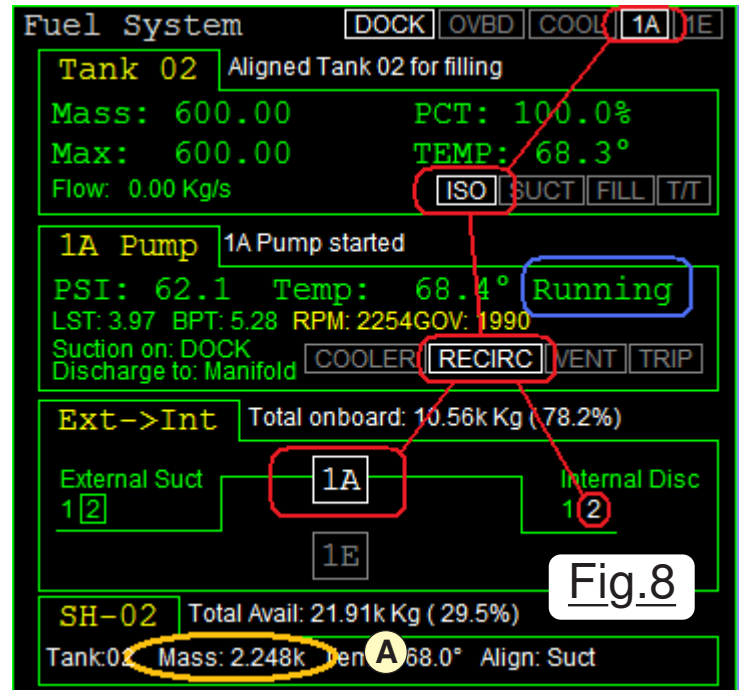 Fuel System DOCK OVBD COOL 1A 1E
Tank 02 Aligned Tank 02 for filling
Mass: 600.00 PCT: 100.0%
Max: 600.00 TEMP: 68.3°
Flow: 0.00 Kg/s ISO SUCT FILL T/T
1A Pump 1A Pump started
PSI: 62.1 Temp: 68.4° Running
LST: 3.97 BPT: 5.28 RPM: 2254 GOV: 1990
Suction on: DOCK
Discharge to: Manifold COOLER RECIRC VENT TRIP
Ext->Int Total onboard: 10.56k Kg ( 78.2%)
External Suct 1A Internal Disc
1 2 1 2
1E
Fig.8
SH-02 Total Avail: 21.91k Kg ( 29.5%)
Tank:02 Mass: 2.248k A 68.0° Align: Suct